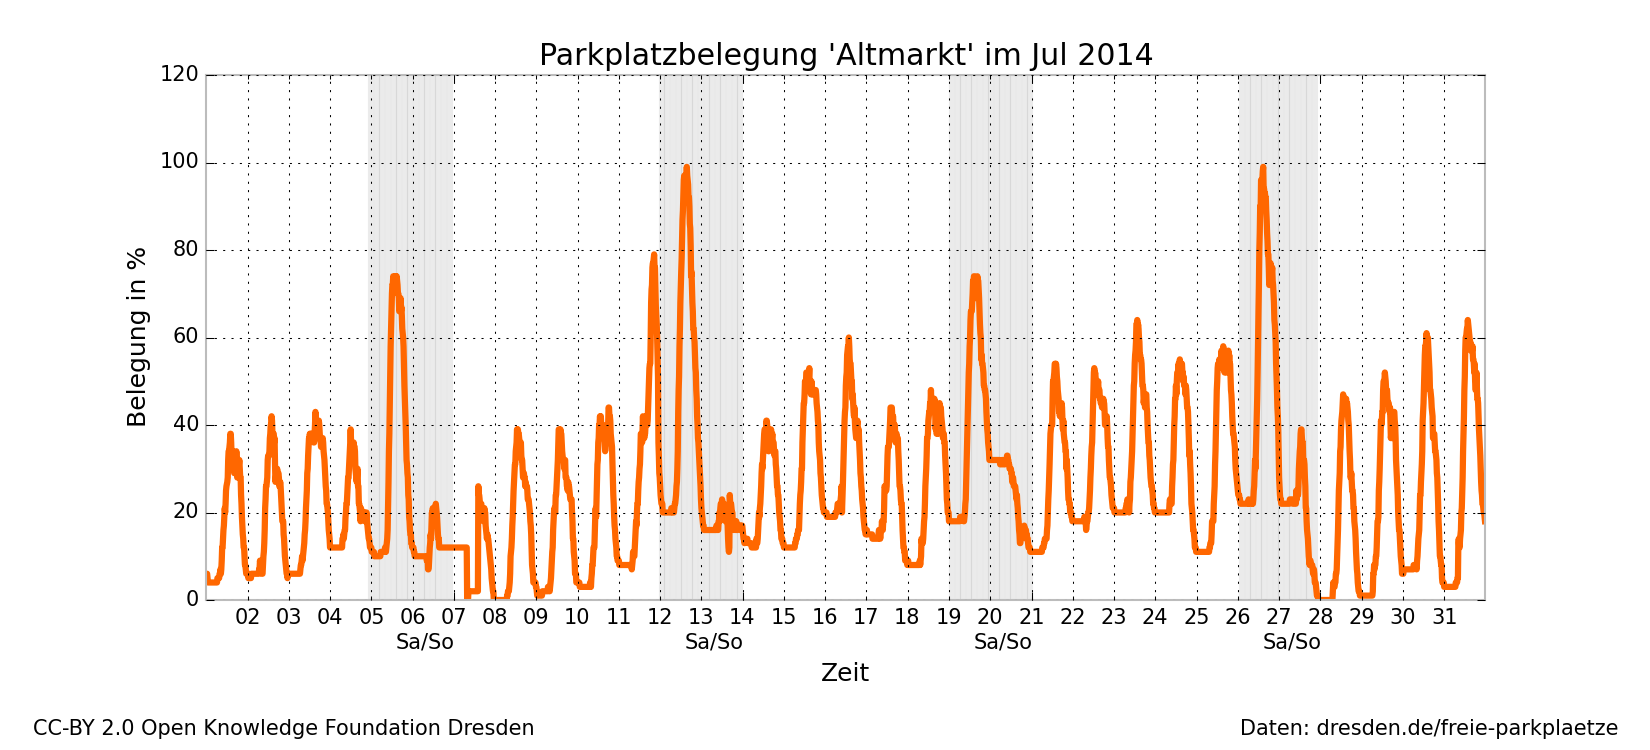 Parkplatzbelegung 'Altmarkt' im Jul 2014
120
100
80
60
40
20
0
Belegung in %
02 03 04 05 06 07 08 09 10 11 12 13 14 15 16 17 18 19 20 21 22 23 24 25 26 27 28 29 30 31
Sa/So Sa/So Sa/So Sa/So
Zeit
CC-BY 2.0 Open Knowledge Foundation Dresden
Daten: dresden.de/freie-parkplaetze